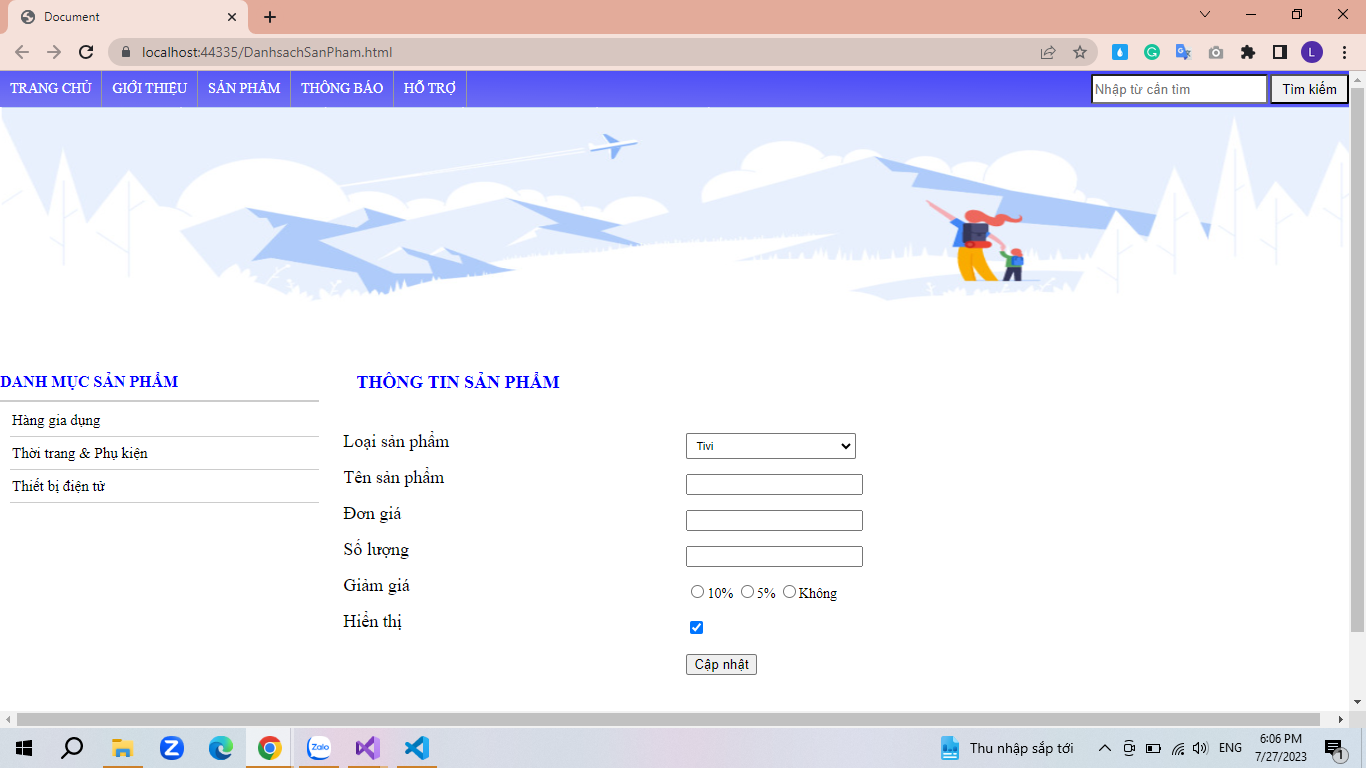 Document
localhost:44335/DanhsachSanPham.html
L
TRANG CHỦ GIỚI THIỆU SẢN PHẨM THÔNG BÁO HỖ TRỢ Nhập từ cần tìm Tìm kiếm
DANH MỤC SẢN PHẨM
Hàng gia dụng
Thời trang & Phụ kiện
Thiết bị điện tử
THÔNG TIN SẢN PHẨM
Loại sản phẩm Tivi
Tên sản phẩm
Đơn giá
Số lượng
Giảm giá 10% 5% Không
Hiển thị
Cập nhật
Z Zalo Thu nhập sắp tới ENG 6:06 PM
7/27/2023 1